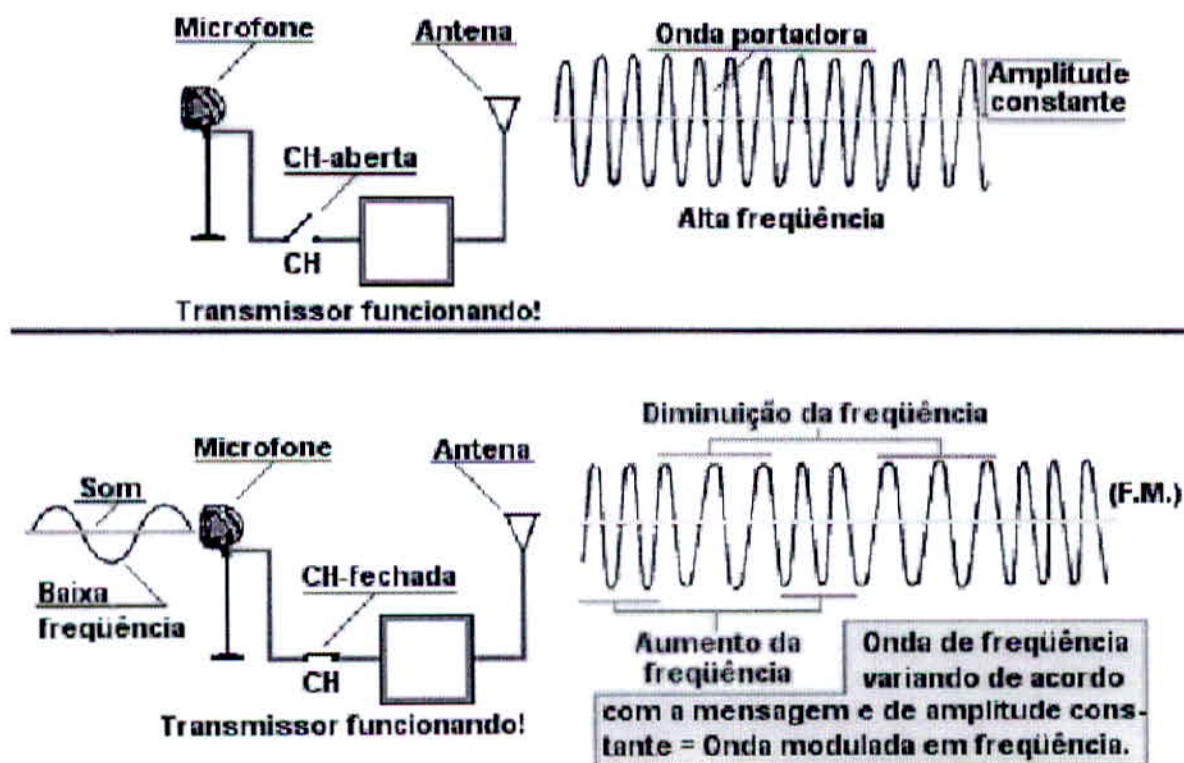 Microfone
Antena
Onda portadora
Amplitude
constante
CH-aberta
CH
Alta freqüência
Transmissor funcionando!
Diminuição da freqüência
Microfone
Antena
Som
(F.M.)
CH-fechada
Baixa
freqüência
CH
Aumento da
freqüência
Transmissor funcionando!
Onda de freqüência
variando de acordo
com a mensagem e de amplitude cons-
tante = Onda modulada em freqüência.